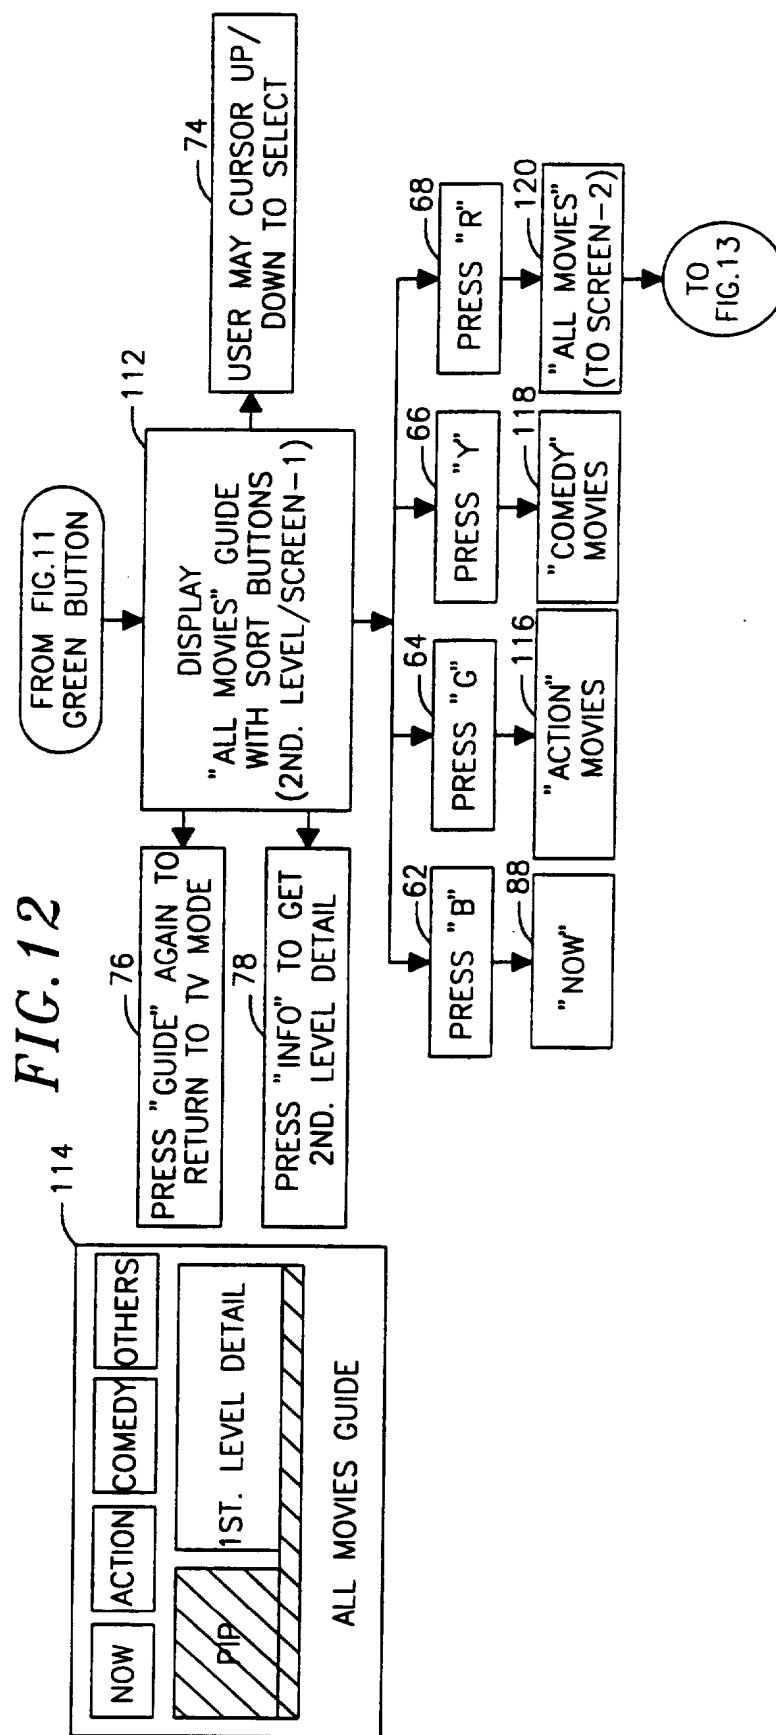 FIG.12
114
NOW
ACTION
COMEDY
OTHERS
PIP
1ST. LEVEL DETAIL
ALL MOVIES GUIDE
FROM FIG.11
GREEN BUTTON
112
DISPLAY
"ALL MOVIES" GUIDE
WITH SORT BUTTONS
(2ND. LEVEL/SCREEN-1)
76
PRESS "GUIDE" AGAIN TO
RETURN TO TV MODE
78
PRESS "INFO" TO GET
2ND. LEVEL DETAIL
74
USER MAY CURSOR UP/
DOWN TO SELECT
62
PRESS "B"
64
PRESS "G"
66
PRESS "Y"
68
PRESS "R"
88
"NOW"
116
"ACTION"
MOVIES
118
"COMEDY"
MOVIES
120
"ALL MOVIES"
(TO SCREEN-2)
TO
FIG.13